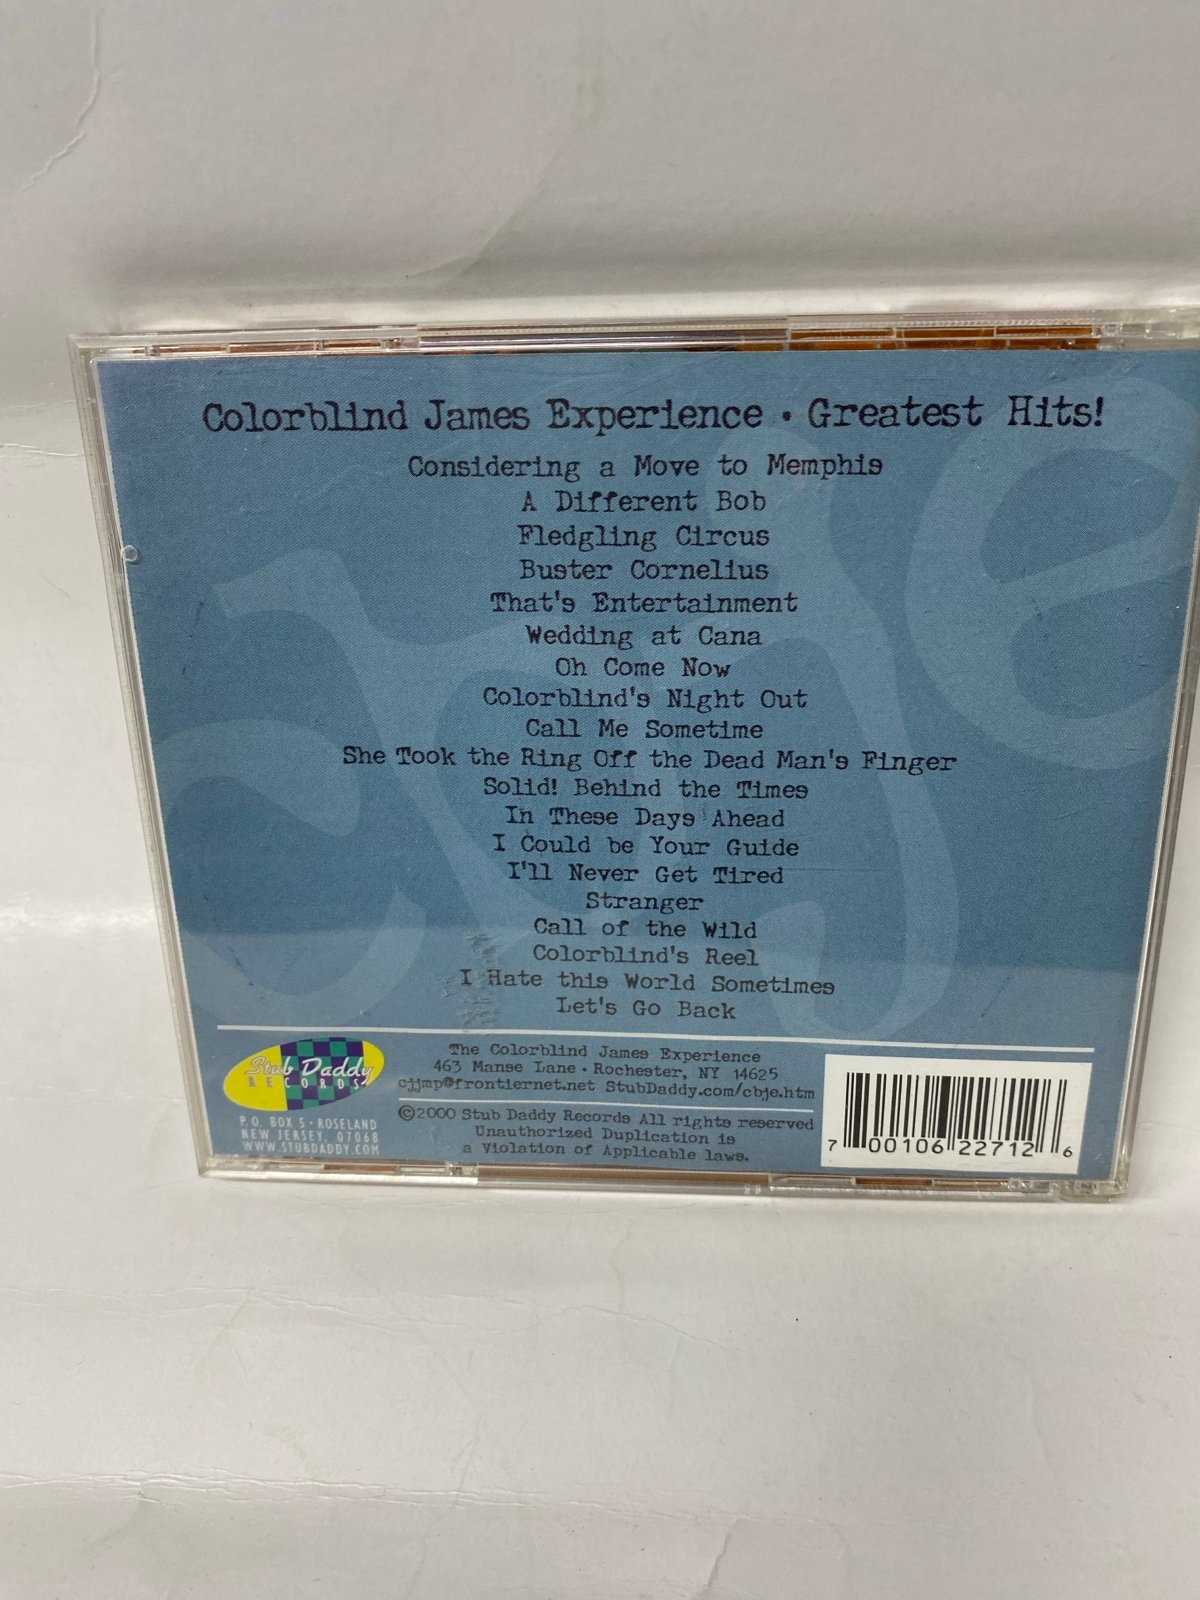 Colorblind James Experience • Greatest Hits!
Considering a Move to Memphis
A Different Bob
Fledgling Circus
Buster Cornelius
That's Entertainment
Wedding at Cana
Oh Come Now
Colorblind's Night Out
Call Me Sometime
She Took the Ring Off the Dead Man's Finger
Solid! Behind the Times
In These Days Ahead
I Could be Your Guide
I'll Never Get Tired
Stranger
Call of the Wild
Colorblind's Reel
I Hate this World Sometimes
Let's Go Back
cbje
Stub Daddy
RECORDS
P.O. BOX 5 • ROSELAND
NEW JERSEY, 07068
WWW.STUBDADDY.COM
The Colorblind James Experience
463 Manse Lane • Rochester, NY 14625
cjjmp@frontiernet.net StubDaddy.com/cbje.htm
©2000 Stub Daddy Records All rights reserved
Unauthorized Duplication is
a Violation of Applicable laws.
7 00106 22712 6